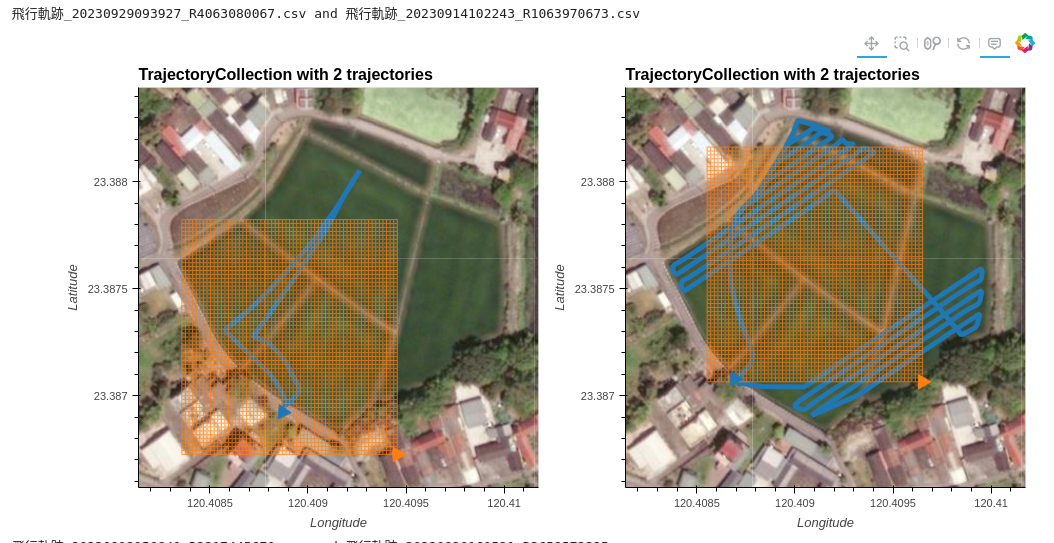 飛行軌跡_20230929093927_R4063080067.csv and 飛行軌跡_20230914102243_R1063970673.csv
TrajectoryCollection with 2 trajectories
Latitude
23.388
23.3875
23.387
120.4085
120.409
120.4095
120.41
Longitude
TrajectoryCollection with 2 trajectories
Latitude
23.388
23.3875
23.387
120.4085
120.409
120.4095
120.41
Longitude